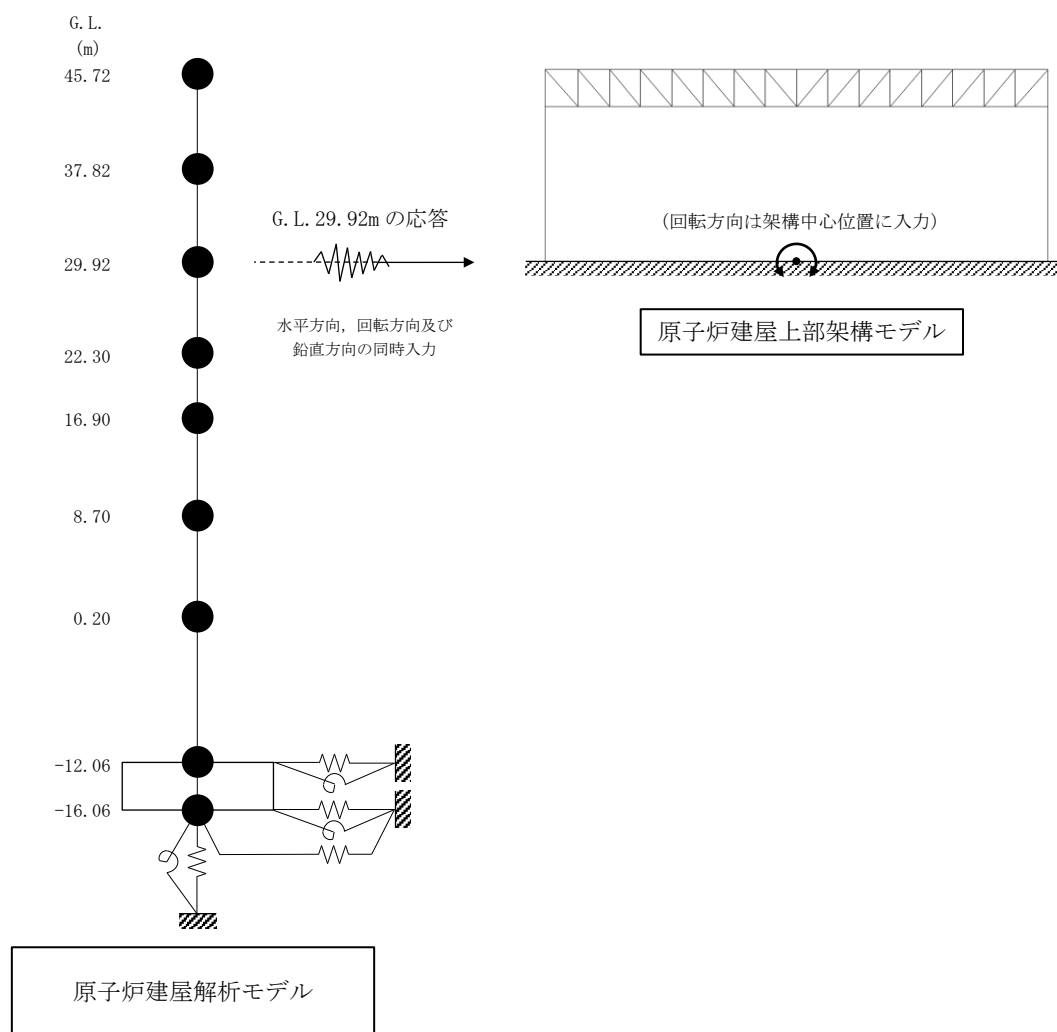 G.L.
(m)
45.72
37.82
29.92
22.30
16.90
8.70
0.20
-12.06
-16.06
G.L.29.92mの応答
水平方向，回転方向及び
鉛直方向の同時入力
(回転方向は架構中心位置に入力)
原子炉建屋上部架構モデル
原子炉建屋解析モデル